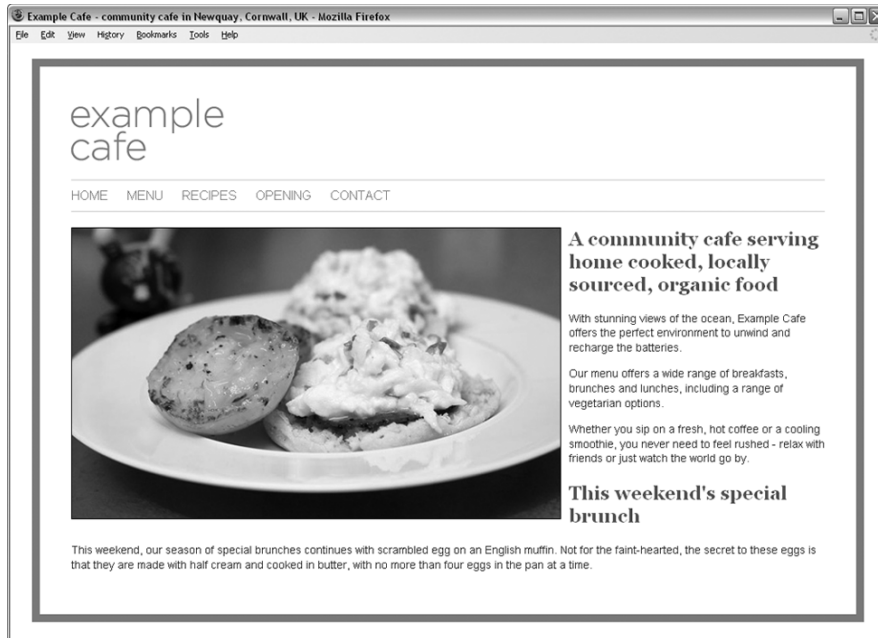 Example Cafe - community cafe in Newquay, Cornwall, UK - Mozilla Firefox
File Edit View History Bookmarks Tools Help
example
cafe
HOME MENU RECIPES OPENING CONTACT
A community cafe serving
home cooked, locally
sourced, organic food
With stunning views of the ocean, Example Cafe
offers the perfect environment to unwind and
recharge the batteries.
Our menu offers a wide range of breakfasts,
brunches and lunches, including a range of
vegetarian options.
Whether you sip on a fresh, hot coffee or a cooling
smoothie, you never need to feel rushed - relax with
friends or just watch the world go by.
This weekend's special
brunch
This weekend, our season of special brunches continues with scrambled egg on an English muffin. Not for the faint-hearted, the secret to these eggs is
that they are made with half cream and cooked in butter, with no more than four eggs in the pan at a time.